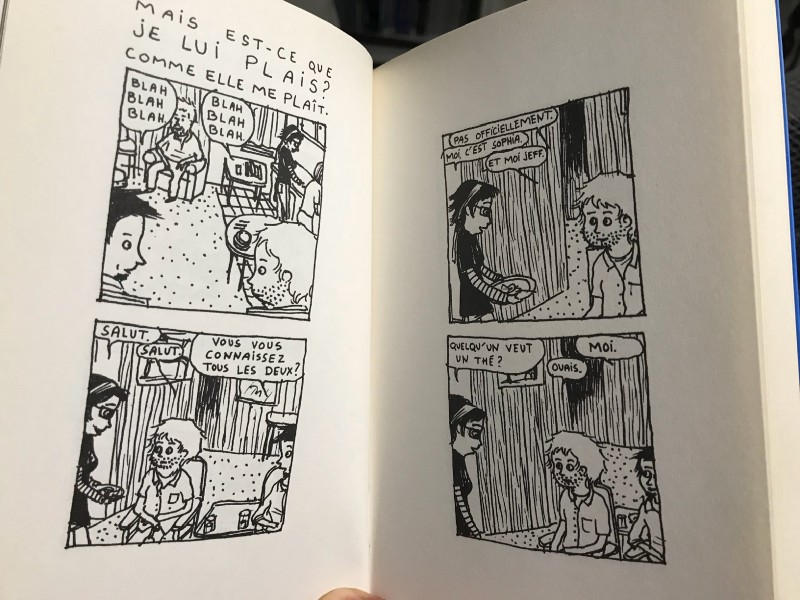 MAIS EST-CE QUE
JE LUI PLAIS?
COMME ELLE ME PLAÎT.
BLAH
BLAH
BLAH.
BLAH
BLAH
BLAH.
SALUT.
SALUT.
VOUS VOUS
CONNAISSEZ
TOUS LES DEUX?
PAS OFFICIELLEMENT.
MOI, C'EST SOPHIA.
ET MOI JEFF.
QUELQU'UN VEUT
UN THÉ?
OUAIS.
MOI.